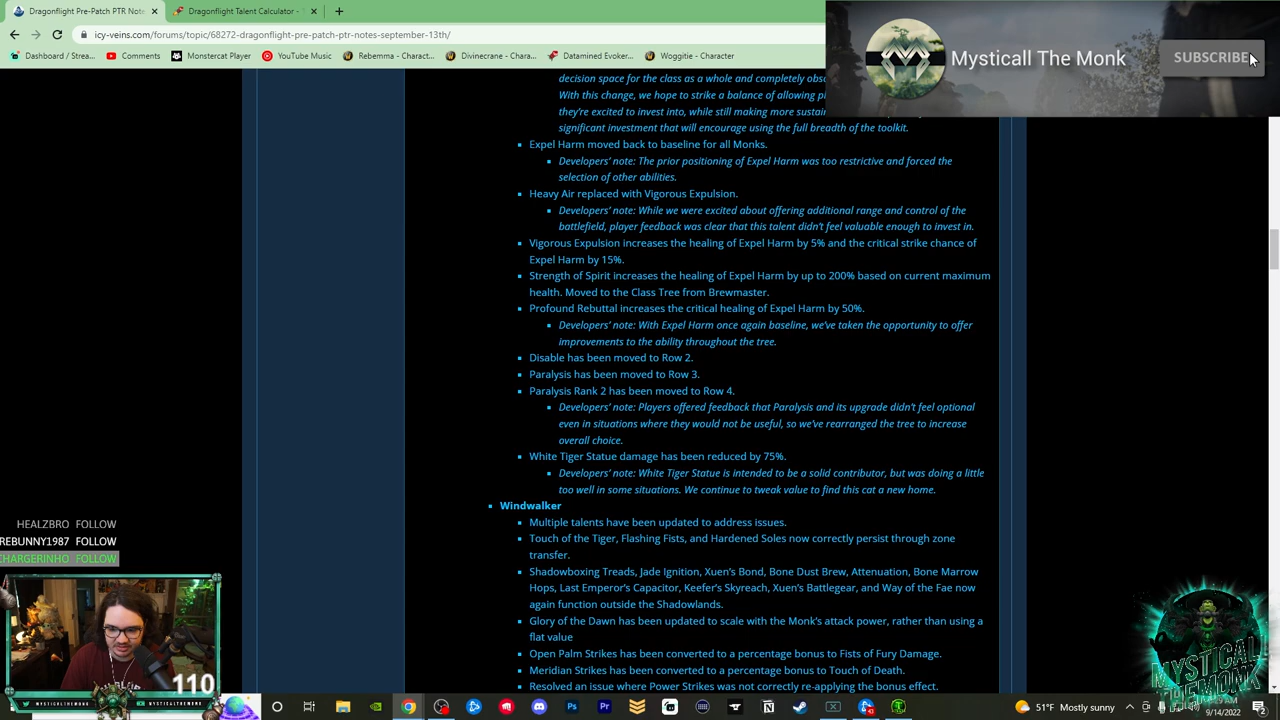 Dragonflight Pre-Patch PTR Note
Dragonflight Talent Calculator -
icy-veins.com/forums/topic/68272-dragonflight-pre-patch-ptr-notes-september-13th/
Dashboard / Strea...
Comments
Monstercat Player
YouTube Music
Rebemma - Charact...
Divinecrane - Chara...
Datamined Evoker...
Woggitie - Character
Mysticall The Monk
SUBSCRIBE
decision space for the class as a whole and completely
With this change, we hope to strike a balance of allowing
they're excited to invest into, while still making more
significant investment that will encourage using the full breadth of the toolkit.
Expel Harm moved back to baseline for all Monks.
Developers' note: The prior positioning of Expel Harm was too restrictive and forced the
selection of other abilities.
Heavy Air replaced with Vigorous Expulsion.
Developers' note: While we were excited about offering additional range and control of the
battlefield, player feedback was clear that this talent didn't feel valuable enough to invest in.
Vigorous Expulsion increases the healing of Expel Harm by 5% and the critical strike chance of
Expel Harm by 15%.
Strength of Spirit increases the healing of Expel Harm by up to 200% based on current maximum
health. Moved to the Class Tree from Brewmaster.
Profound Rebuttal increases the critical healing of Expel Harm by 50%.
Developers' note: With Expel Harm once again baseline, we've taken the opportunity to offer
improvements to the ability throughout the tree.
Disable has been moved to Row 2.
Paralysis has been moved to Row 3.
Paralysis Rank 2 has been moved to Row 4.
Developers' note: Players offered feedback that Paralysis and its upgrade didn't feel optional
even in situations where they would not be useful, so we've rearranged the tree to increase
overall choice.
White Tiger Statue damage has been reduced by 75%.
Developers' note: White Tiger Statue is intended to be a solid contributor, but was doing a little
too well in some situations. We continue to tweak value to find this cat a new home.
Windwalker
Multiple talents have been updated to address issues.
Touch of the Tiger, Flashing Fists, and Hardened Soles now correctly persist through zone
transfer.
Shadowboxing Treads, Jade Ignition, Xuen's Bond, Bone Dust Brew, Attenuation, Bone Marrow
Hops, Last Emperor's Capacitor, Keefer's Skyreach, Xuen's Battlegear, and Way of the Fae now
again function outside the Shadowlands.
Glory of the Dawn has been updated to scale with the Monk's attack power, rather than using a
flat value
Open Palm Strikes has been converted to a percentage bonus to Fists of Fury Damage.
Meridian Strikes has been converted to a percentage bonus to Touch of Death.
Resolved an issue where Power Strikes was not correctly re-applying the bonus effect.
HEALZBRO FOLLOW
REBUNNY1987 FOLLOW
CHARGERINHO FOLLOW
110
MYSTICALLTHEMONK
MYSTICALLTHEMONK
MYSTICALL
THEMONK
51°F Mostly sunny
9/14/2022